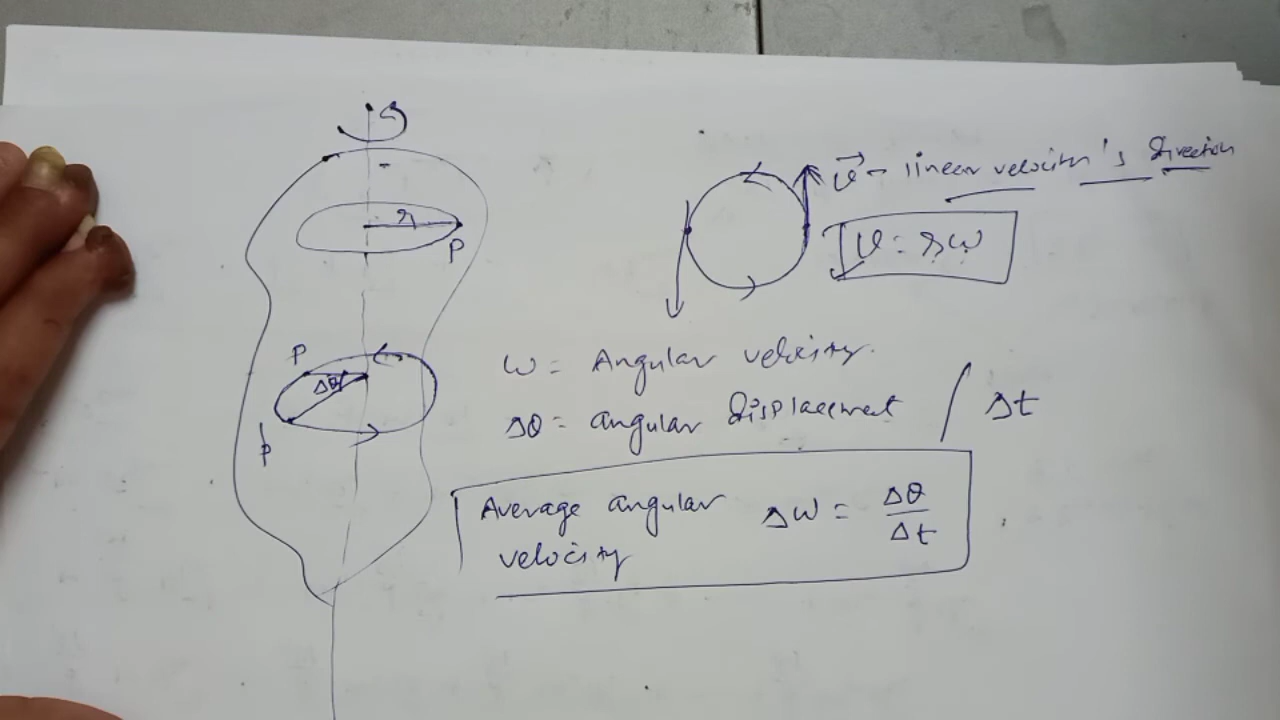 r
P
P
Δθ
p
v⃗ - linear velocity's direction
v = rω
ω = Angular velocity.
Δθ = angular displacement / Δt
Average angular velocity Δω = Δθ/Δt